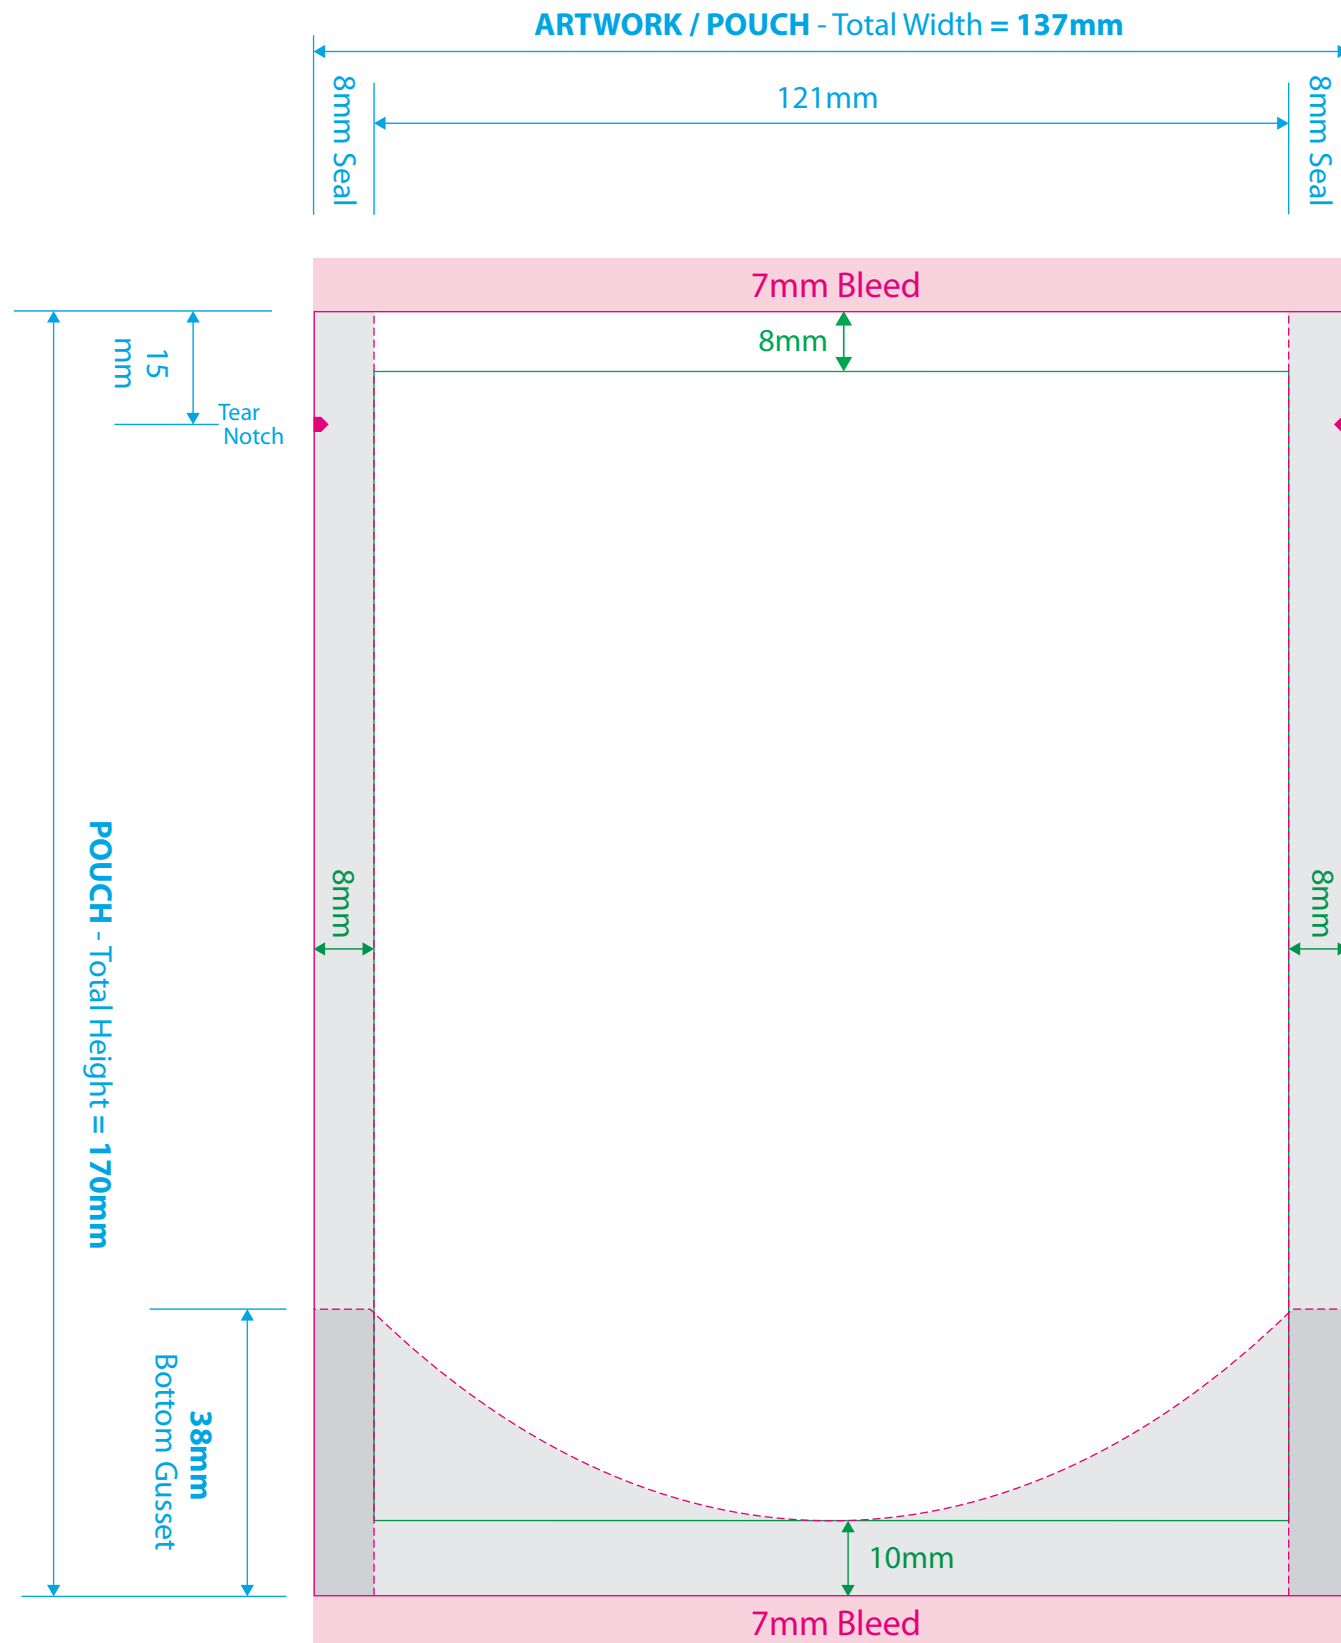 ARTWORK / POUCH - Total Width = 137mm
8mm Seal
121mm
8mm Seal
7mm Bleed
8mm
15
mm
Tear
Notch
8mm
8mm
POUCH - Total Height = 170mm
38mm
Bottom Gusset
10mm
7mm Bleed